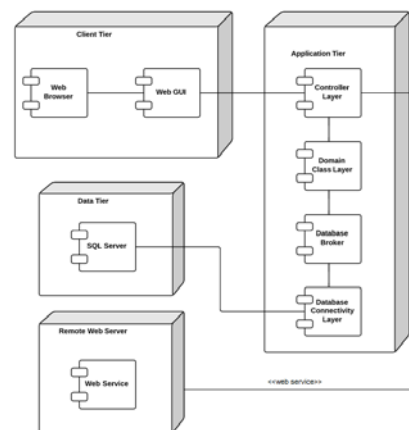 Client Tier
Web
Browser
Web GUI
Application Tier
Controller
Layer
Domain
Class Layer
Database
Broker
Database
Connectivity
Layer
Data Tier
SQL Server
Remote Web Server
Web Service
<<web service>>